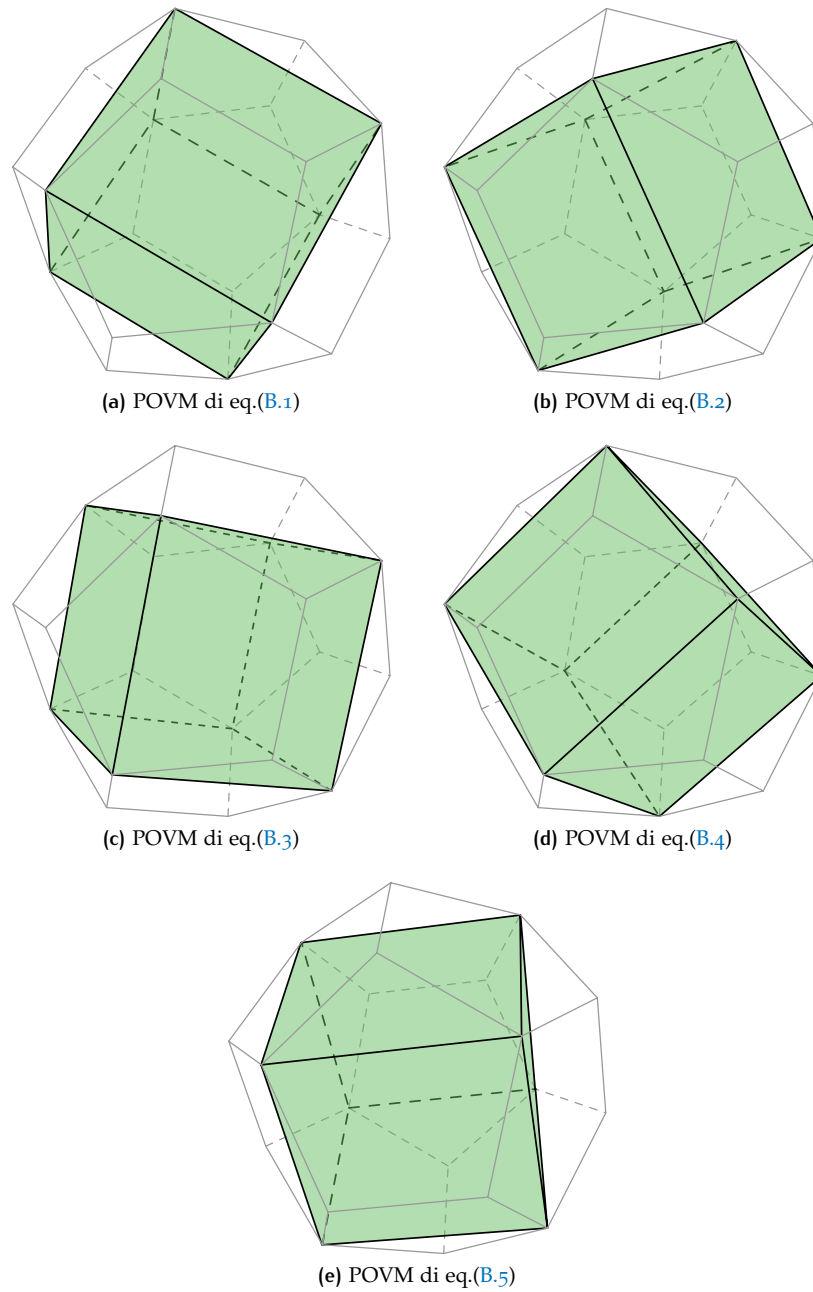 (a) POVM di eq.(B.1)
(b) POVM di eq.(B.2)
(c) POVM di eq.(B.3)
(d) POVM di eq.(B.4)
(e) POVM di eq.(B.5)